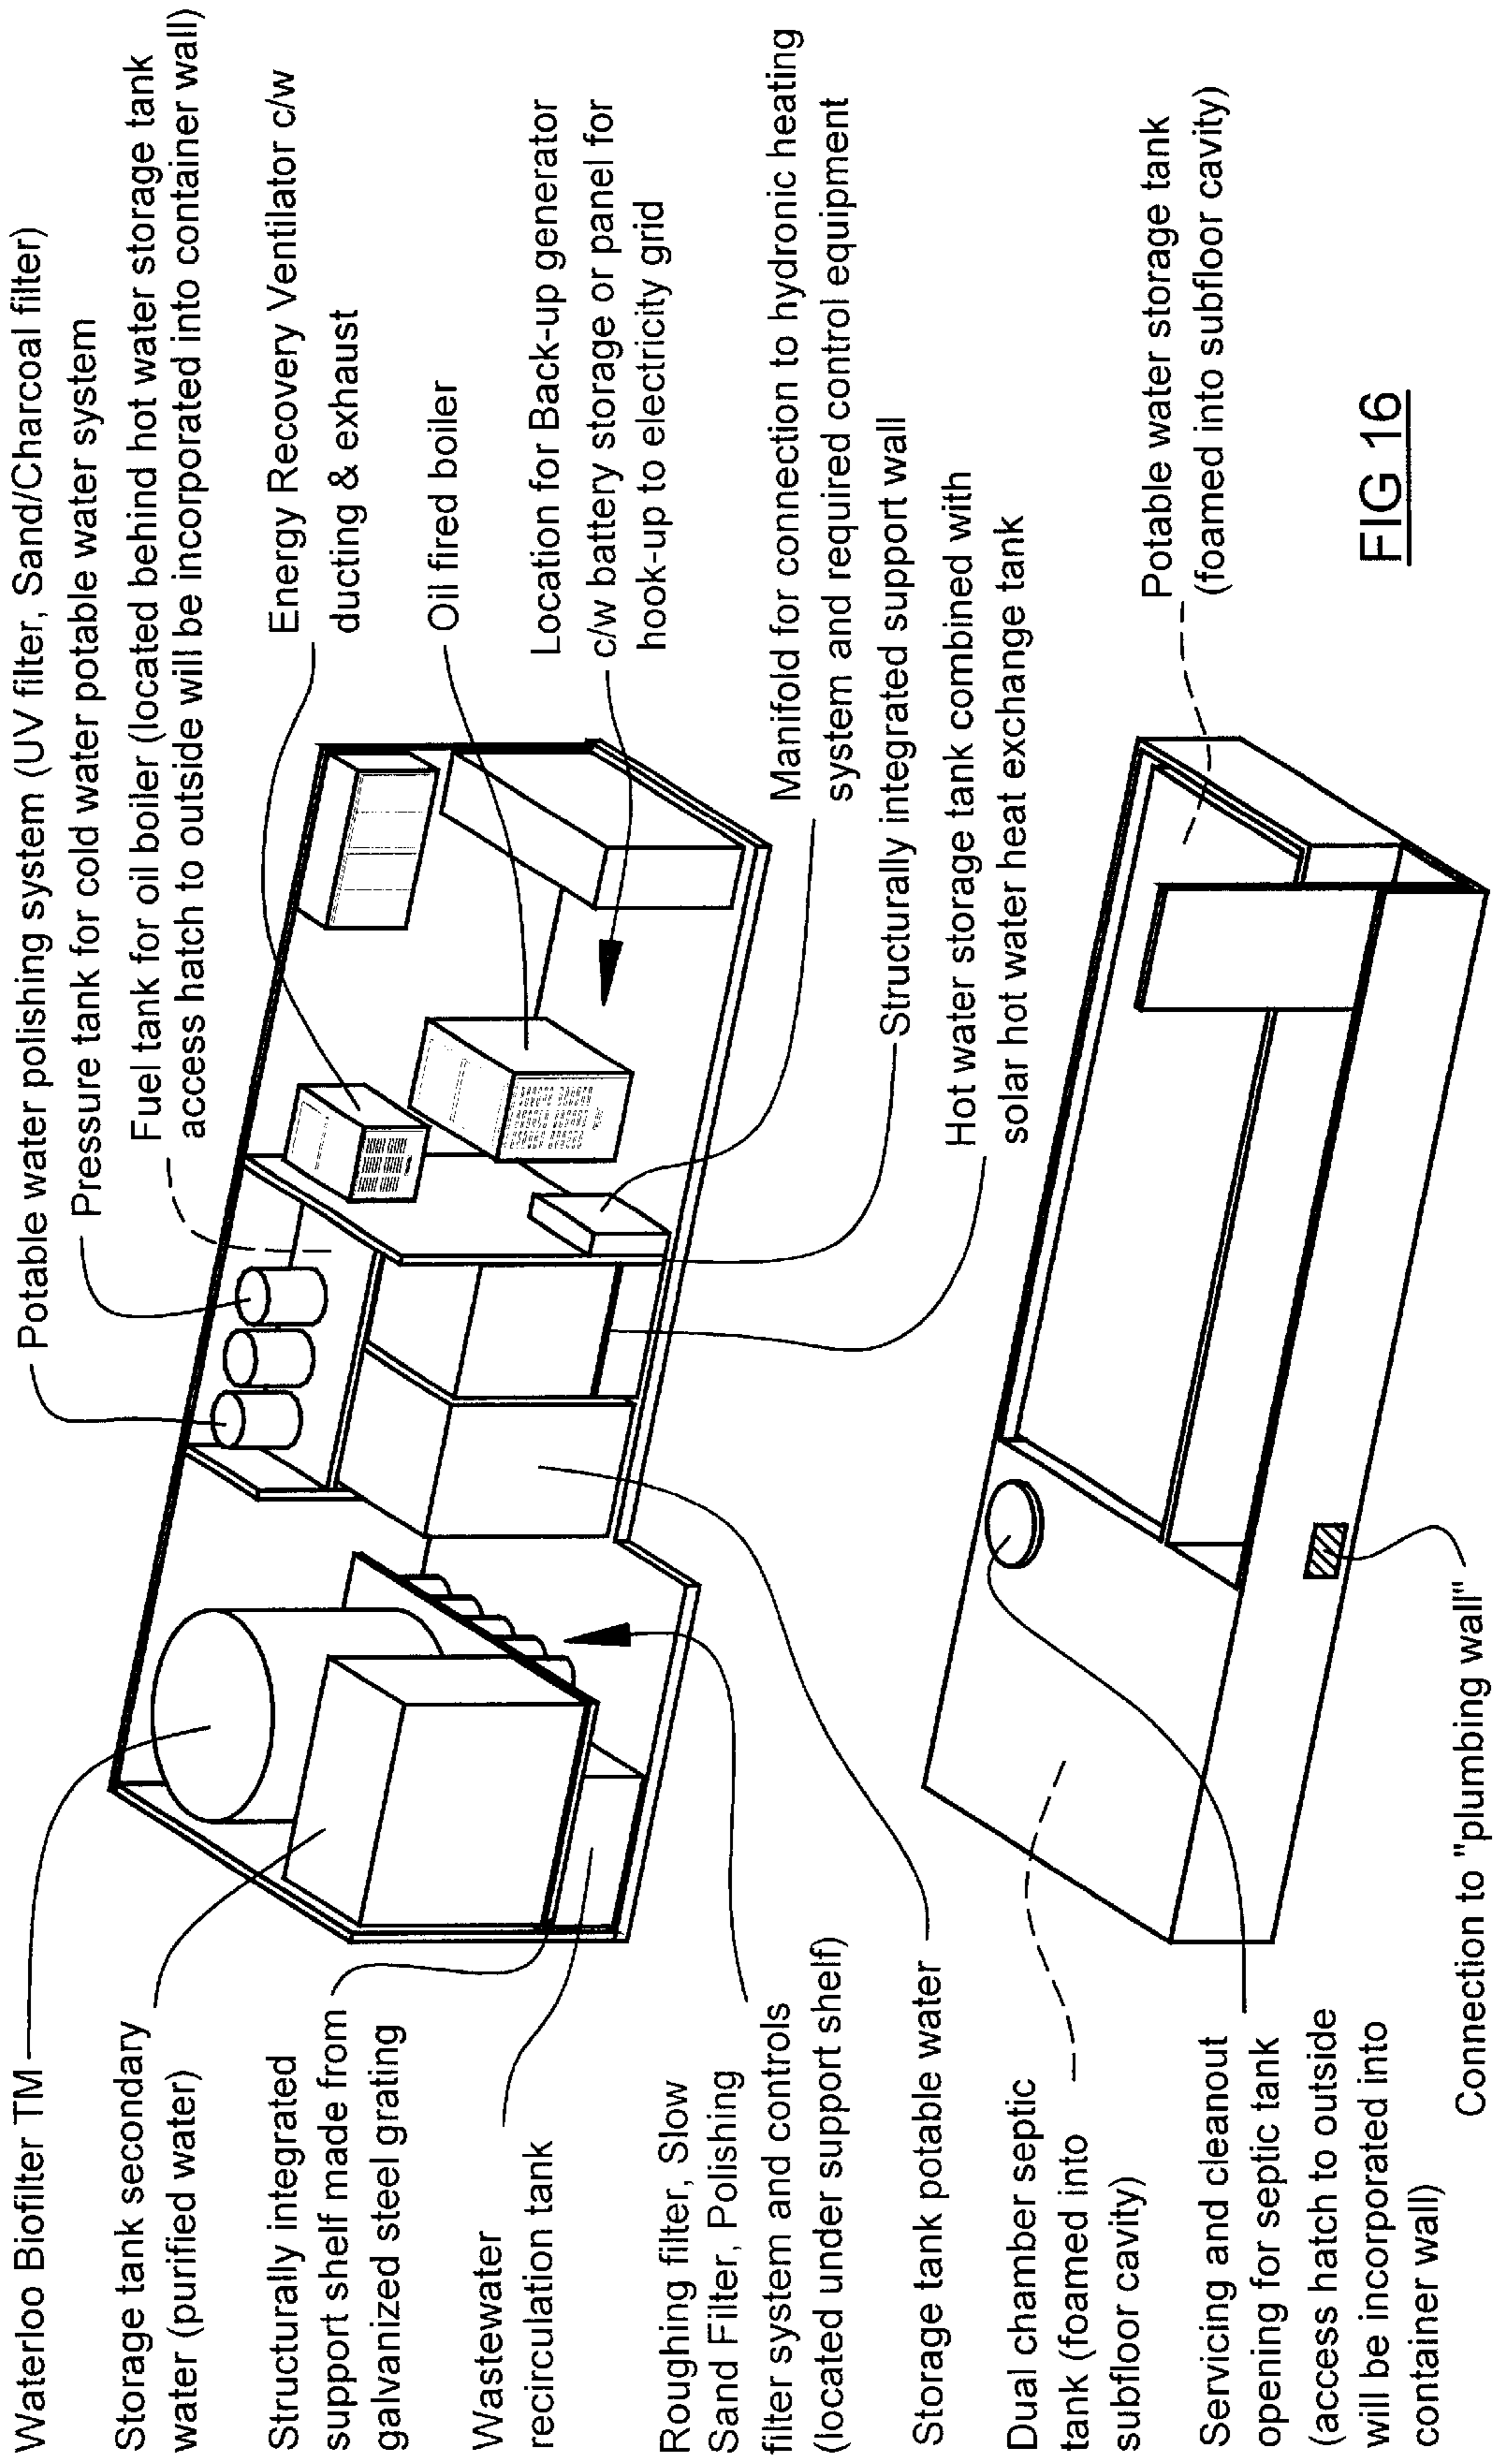 Waterloo Biofilter TM
Storage tank secondary
water (purified water)
Structurally integrated
support shelf made from
galvanized steel grating
Wastewater
recirculation tank
Roughing filter, Slow
Sand Filter, Polishing
filter system and controls
(located under support shelf)
Storage tank potable water
Dual chamber septic
tank (foamed into
subfloor cavity)
Servicing and cleanout
opening for septic tank
(access hatch to outside
will be incorporated into
container wall)
Connection to "plumbing wall"
Potable water polishing system (UV filter, Sand/Charcoal filter)
Pressure tank for cold water potable water system
Fuel tank for oil boiler (located behind hot water storage tank
access hatch to outside will be incorporated into container wall)
Energy Recovery Ventilator c/w
ducting & exhaust
Oil fired boiler
Location for Back-up generator
c/w battery storage or panel for
hook-up to electricity grid
Manifold for connection to hydronic heating
system and required control equipment
Structurally integrated support wall
Hot water storage tank combined with
solar hot water heat exchange tank
Potable water storage tank
(foamed into subfloor cavity)
FIG 16